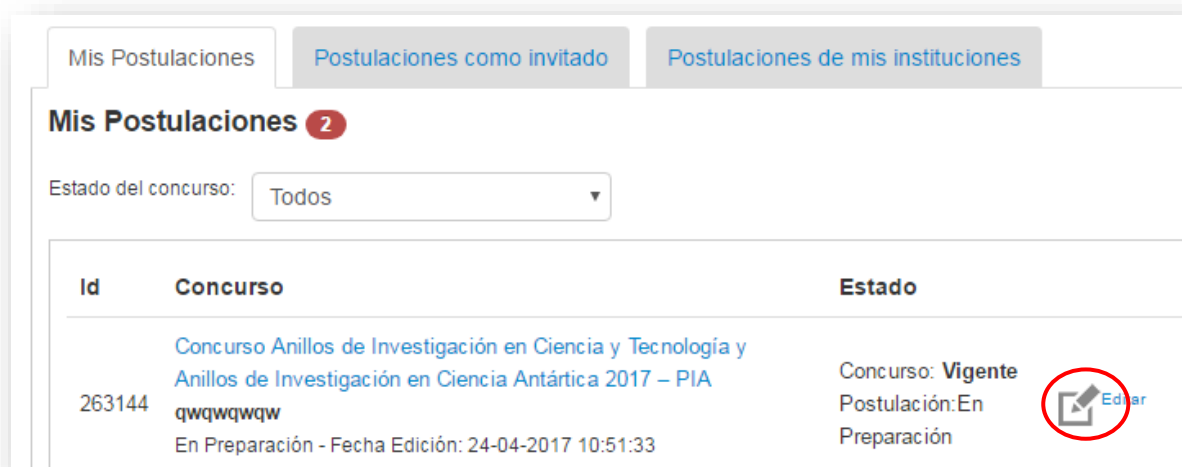 Mis Postulaciones Postulaciones como invitado Postulaciones de mis instituciones
Mis Postulaciones 2
Estado del concurso: Todos
Id Concurso Estado
Concurso Anillos de Investigación en Ciencia y Tecnología y
Anillos de Investigación en Ciencia Antártica 2017 – PIA
263144 qwqwqwqw
En Preparación - Fecha Edición: 24-04-2017 10:51:33
Concurso: Vigente
Postulación:En
Preparación
Editar